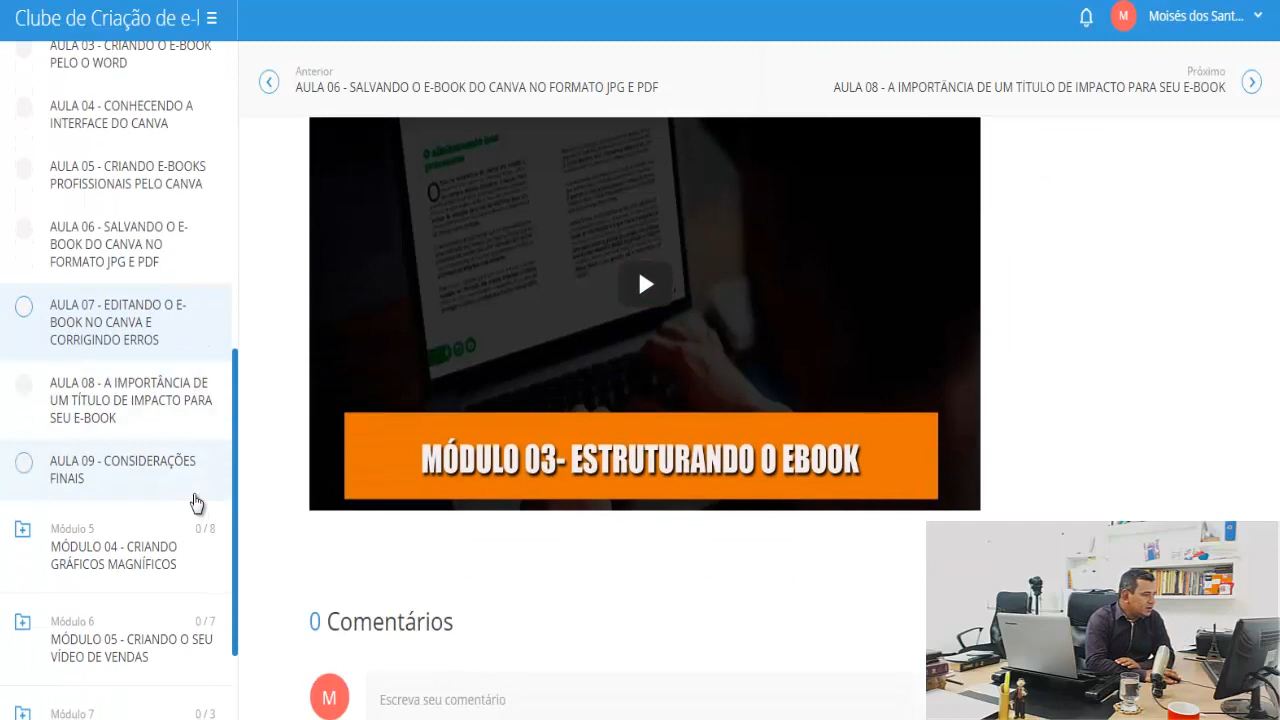 Clube de Criação de e-l
Moisés dos Sant...
M
AULA 03 - CRIANDO O E-BOOK
PELO O WORD
AULA 04 - CONHECENDO A
INTERFACE DO CANVA
AULA 05 - CRIANDO E-BOOKS
PROFISSIONAIS PELO CANVA
AULA 06 - SALVANDO O E-
BOOK DO CANVA NO
FORMATO JPG E PDF
AULA 07 - EDITANDO O E-
BOOK NO CANVA E
CORRIGINDO ERROS
AULA 08 - A IMPORTÂNCIA DE
UM TÍTULO DE IMPACTO PARA
SEU E-BOOK
AULA 09 - CONSIDERAÇÕES
FINAIS
Módulo 5 0 / 8
MÓDULO 04 - CRIANDO
GRÁFICOS MAGNÍFICOS
Módulo 6 0 / 7
MÓDULO 05 - CRIANDO O SEU
VÍDEO DE VENDAS
Módulo 7 0 / 3
Anterior
AULA 06 - SALVANDO O E-BOOK DO CANVA NO FORMATO JPG E PDF
Próximo
AULA 08 - A IMPORTÂNCIA DE UM TÍTULO DE IMPACTO PARA SEU E-BOOK
MÓDULO 03- ESTRUTURANDO O EBOOK
0 Comentários
M
Escreva seu comentário